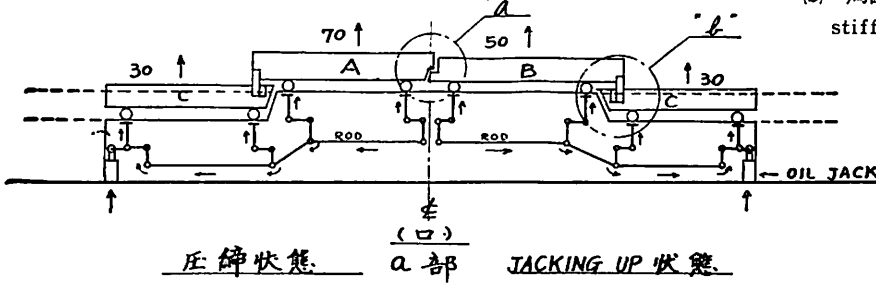 a
"b"
stiff
70 50
A B
30 30
C C
ROD ROD
OIL JACK
(ロ)
圧締状態 a部 JACKING UP 状態